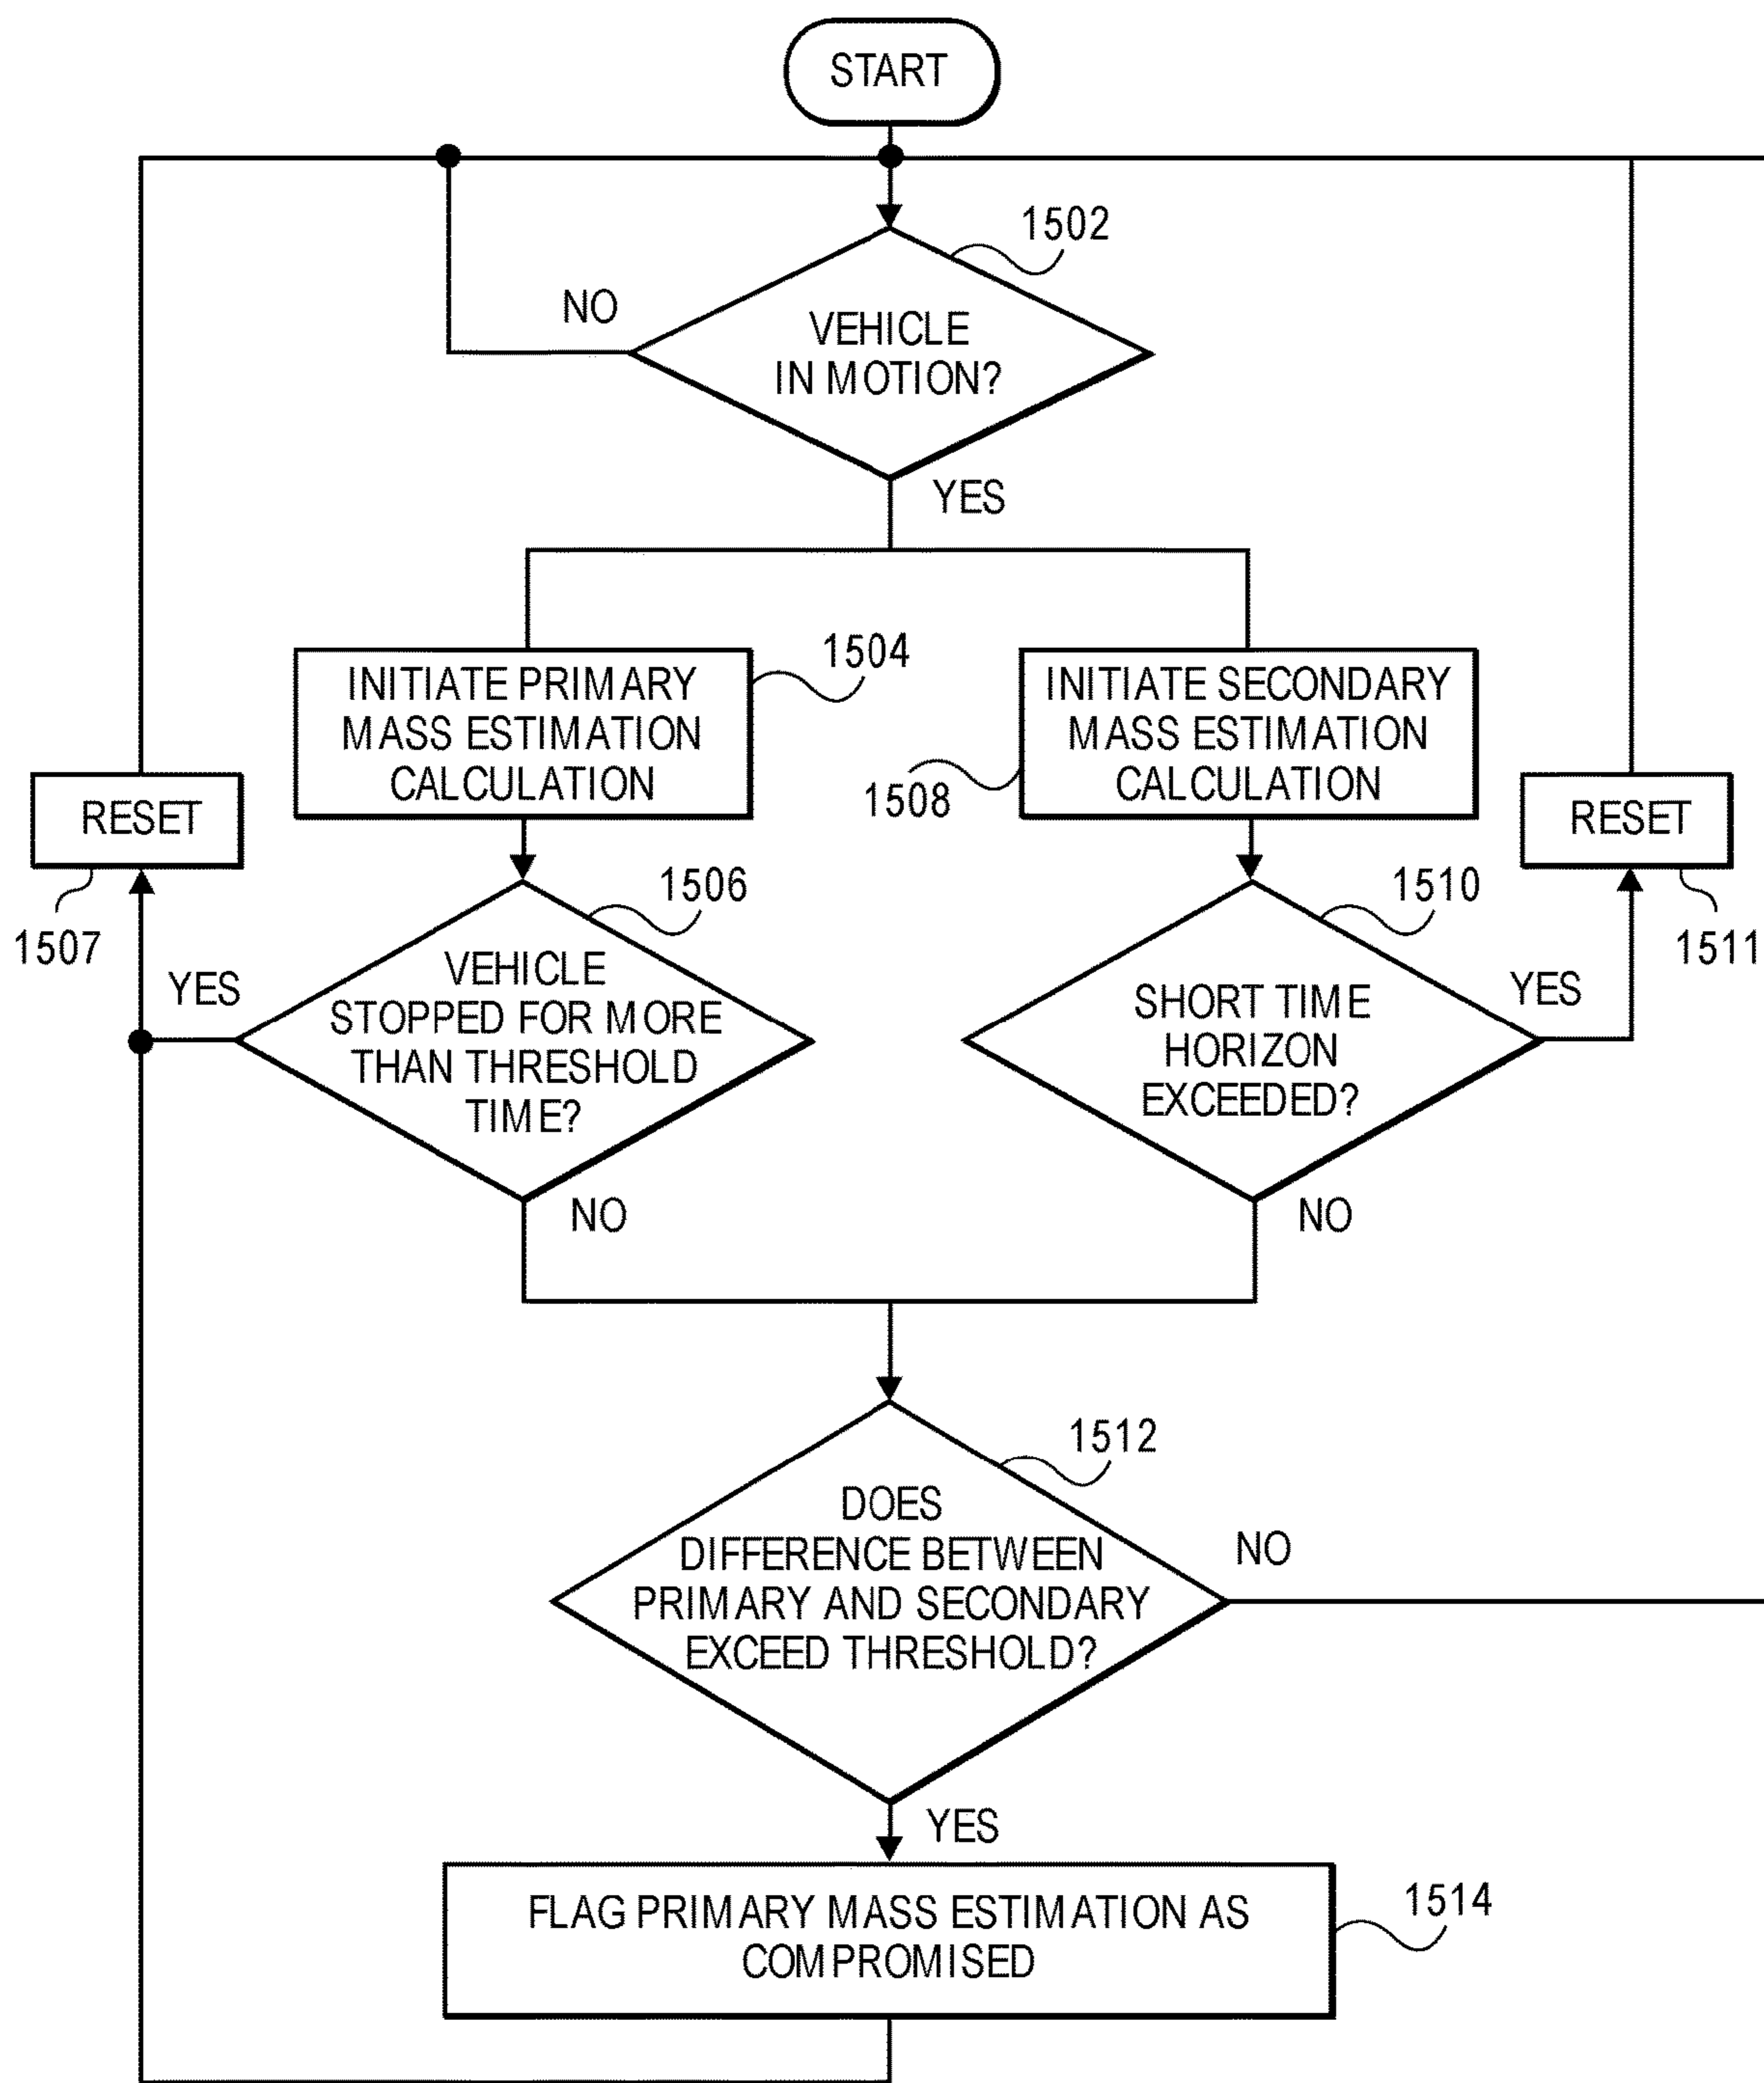 START
1502
NO
VEHICLE
IN MOTION?
YES
1504
INITIATE PRIMARY
MASS ESTIMATION
CALCULATION
INITIATE SECONDARY
MASS ESTIMATION
CALCULATION
1508
RESET
RESET
1506
1510
1507
1511
YES
VEHICLE
STOPPED FOR MORE
THAN THRESHOLD
TIME?
SHORT TIME
HORIZON
EXCEEDED?
YES
NO
NO
1512
DOES
DIFFERENCE BETWEEN
PRIMARY AND SECONDARY
EXCEED THRESHOLD?
NO
YES
FLAG PRIMARY MASS ESTIMATION AS
COMPROMISED
1514